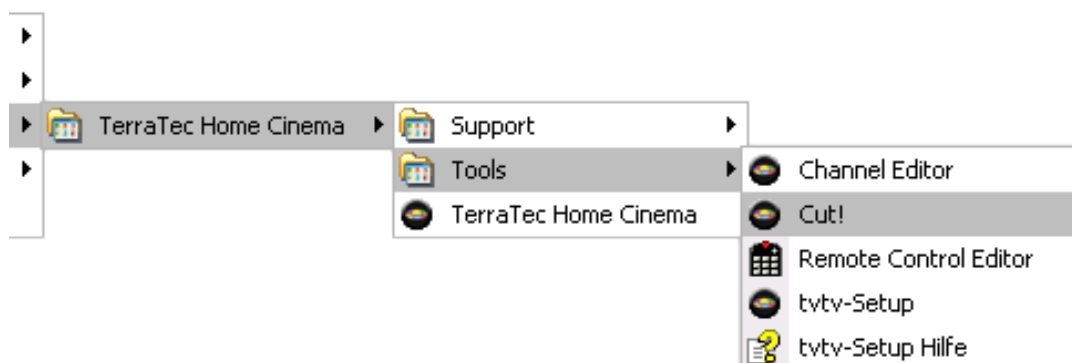 TerraTec Home Cinema
Support
Tools
TerraTec Home Cinema
Channel Editor
Cut!
Remote Control Editor
tvtv-Setup
tvtv-Setup Hilfe